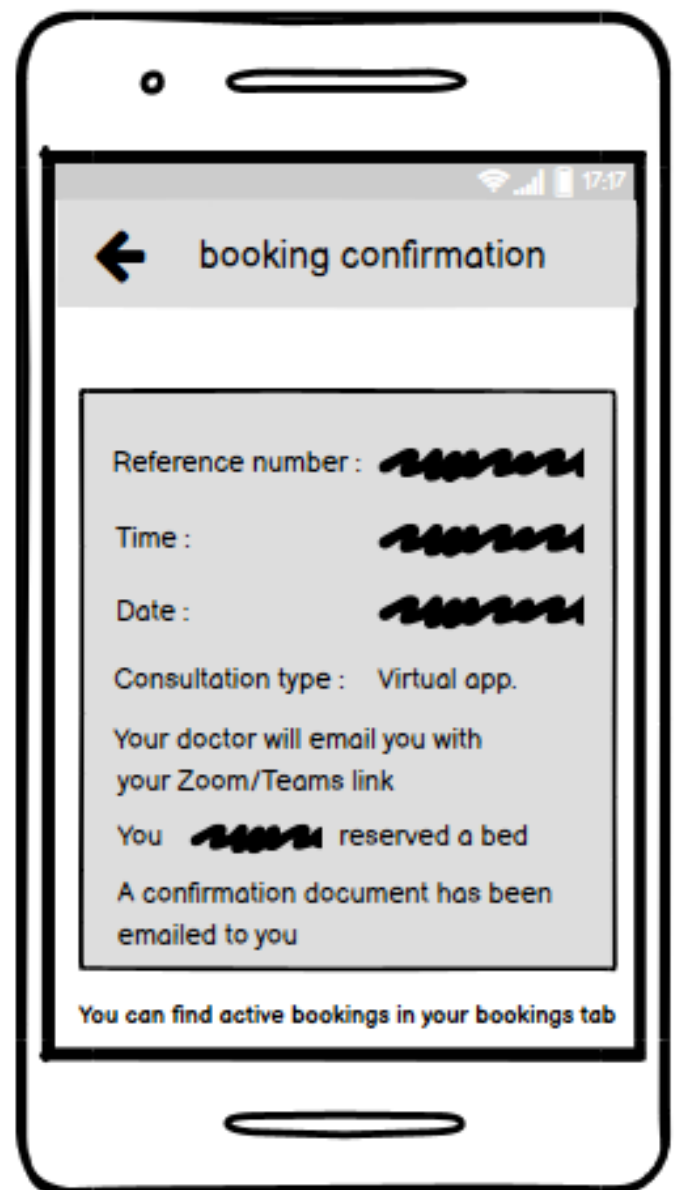 17:17
booking confirmation
Reference number :
Time :
Date :
Consultation type : Virtual app.
Your doctor will email you with
your Zoom/Teams link
You reserved a bed
A confirmation document has been
emailed to you
You can find active bookings in your bookings tab